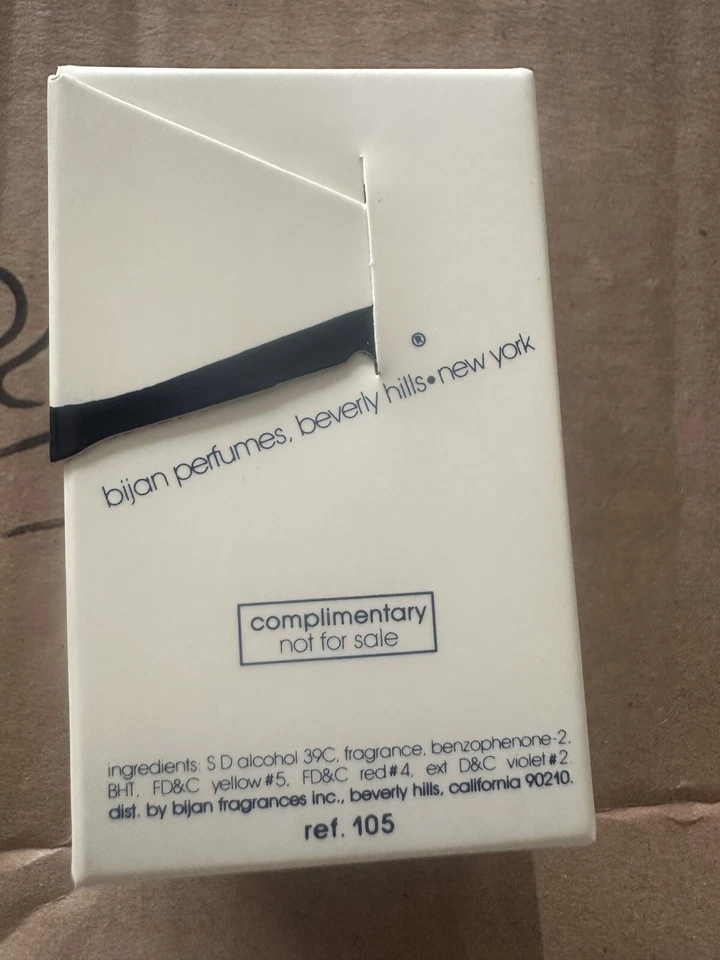 ®
bijan perfumes, beverly hills•new york
complimentary
not for sale
ingredients: S D alcohol 39C, fragrance, benzophenone-2,
BHT, FD&C yellow#5, FD&C red#4, ext D&C violet#2
dist. by bijan fragrances inc., beverly hills, california 90210.
ref. 105